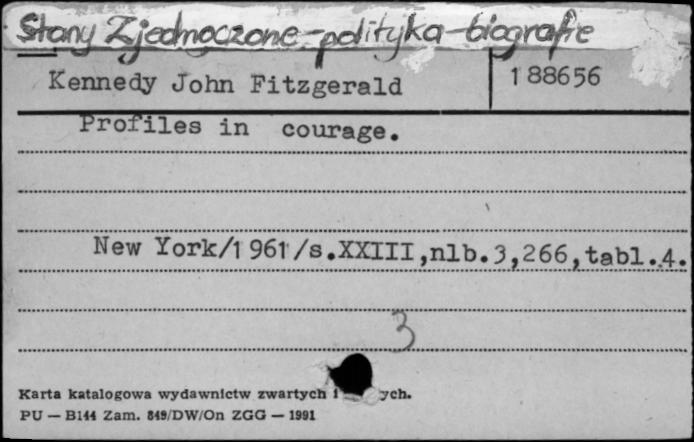 Stany Zjednoczone-polityka-biografie
Kennedy John Fitzgerald 188656
Profiles in courage.
New York/1961/s.XXIII,nlb.3,266,tabl.4.
3
Karta katalogowa wydawnictw zwartych i ych.
PU — B144 Zam. 849/DW/On ZGG — 1991